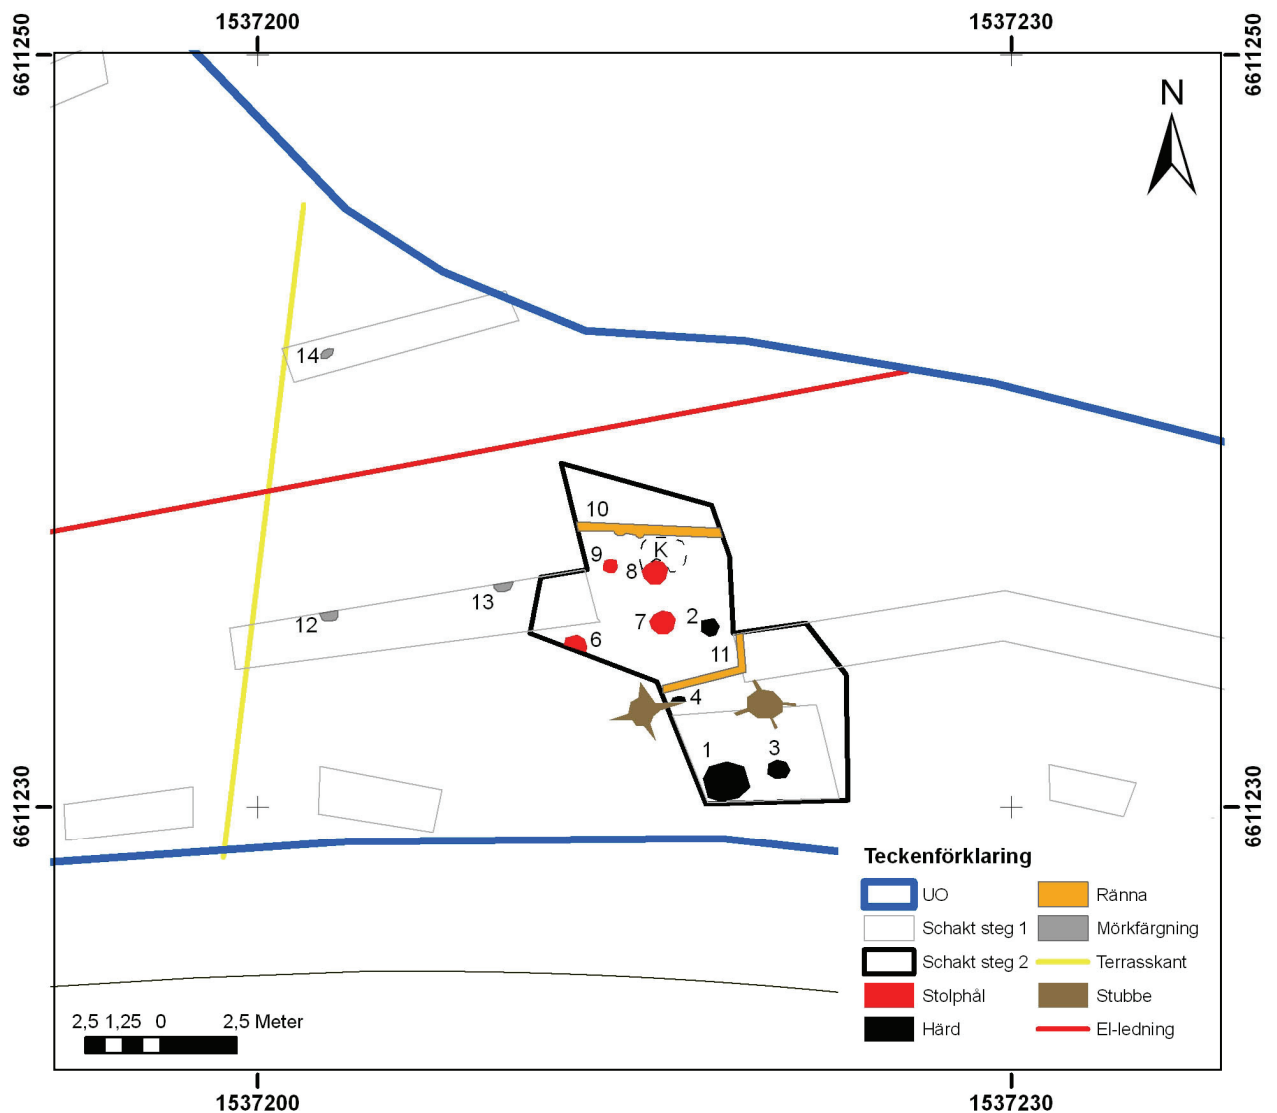 1537200 1537230
6611250 6611250
N
14
10
K
9
8
13
12
7
2
6
11
4
1
3
6611230 6611230
Teckenförklaring
UO Ränna
Schakt steg 1 Mörkfärgning
Schakt steg 2 Terrasskant
Stolphål Stubbe
Härd El-ledning
2,5 1,25 0 2,5 Meter
1537200 1537230